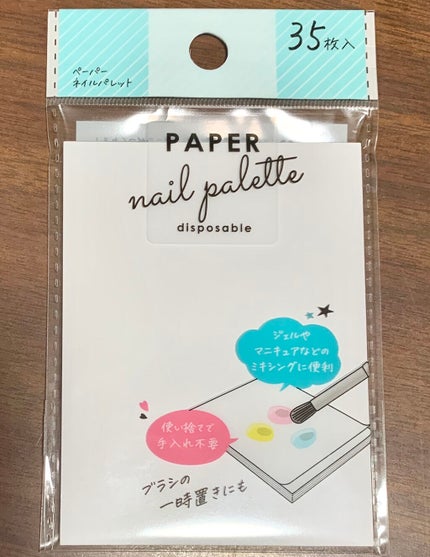 ペーパー
ネイルパレット
35枚入
PAPER
nail palette
disposable
ジェルや
マニキュアなどの
ミキシングに便利
使い捨てで
手入れ不要
ブラシの
一時置きにも